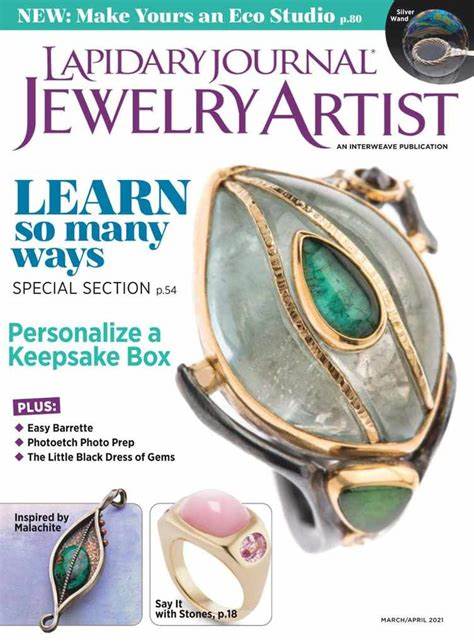 NEW: Make Yours an Eco Studio p.80
Silver
Wand
LAPIDARY JOURNAL®
JEWELRY ARTIST
AN INTERWEAVE PUBLICATION
LEARN
so many
ways
SPECIAL SECTION p.54
Personalize a
Keepsake Box
PLUS:
◆ Easy Barrette
◆ Photoetch Photo Prep
◆ The Little Black Dress of Gems
Inspired by
Malachite
Say It
with Stones, p.18
MARCH/APRIL 2021